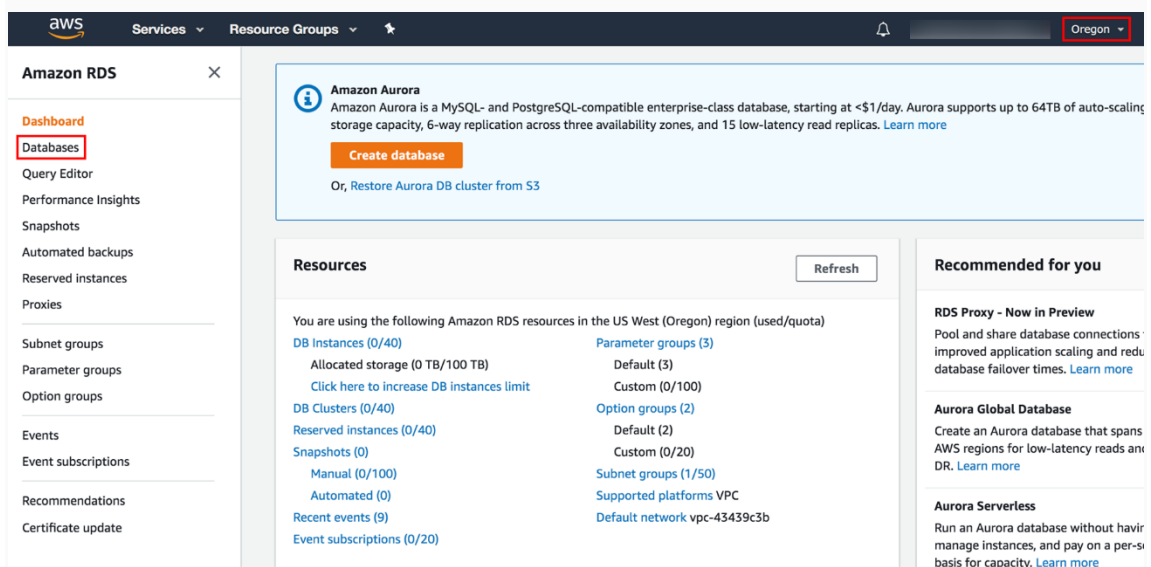 aws Services Resource Groups Oregon
Amazon RDS
Dashboard
Databases
Query Editor
Performance Insights
Snapshots
Automated backups
Reserved instances
Proxies
Subnet groups
Parameter groups
Option groups
Events
Event subscriptions
Recommendations
Certificate update
Amazon Aurora
Amazon Aurora is a MySQL- and PostgreSQL-compatible enterprise-class database, starting at <$1/day. Aurora supports up to 64TB of auto-scaling
storage capacity, 6-way replication across three availability zones, and 15 low-latency read replicas. Learn more
Create database
Or, Restore Aurora DB cluster from S3
Resources
Refresh
You are using the following Amazon RDS resources in the US West (Oregon) region (used/quota)
DB Instances (0/40)
Allocated storage (0 TB/100 TB)
Click here to increase DB instances limit
DB Clusters (0/40)
Reserved instances (0/40)
Snapshots (0)
Manual (0/100)
Automated (0)
Recent events (9)
Event subscriptions (0/20)
Parameter groups (3)
Default (3)
Custom (0/100)
Option groups (2)
Default (2)
Custom (0/20)
Subnet groups (1/50)
Supported platforms VPC
Default network vpc-43439c3b
Recommended for you
RDS Proxy - Now in Preview
Pool and share database connections
improved application scaling and redu
database failover times. Learn more
Aurora Global Database
Create an Aurora database that spans
AWS regions for low-latency reads and
DR. Learn more
Aurora Serverless
Run an Aurora database without havin
manage instances, and pay on a per-s
basis for capacity. Learn more